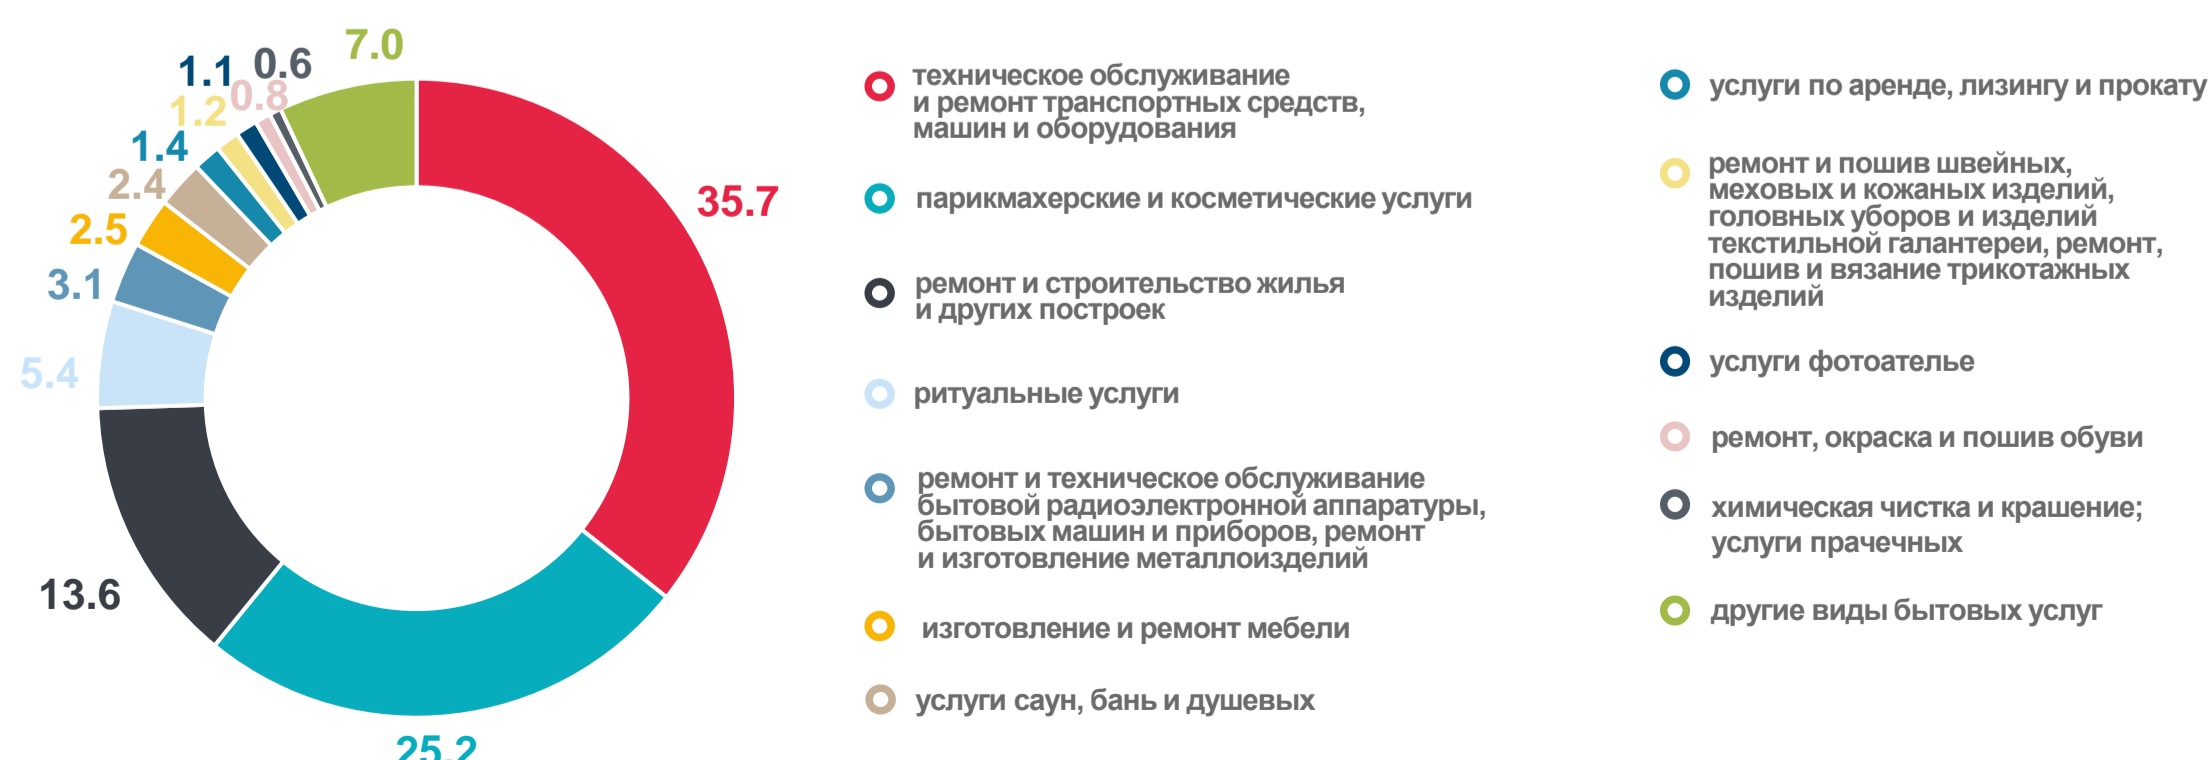 7.0
0.6
1.1
0.8
1.2
1.4
2.4
2.5
3.1
5.4
13.6
25.2
35.7
техническое обслуживание
и ремонт транспортных средств,
машин и оборудования
парикмахерские и косметические услуги
ремонт и строительство жилья
и других построек
ритуальные услуги
ремонт и техническое обслуживание
бытовой радиоэлектронной аппаратуры,
бытовых машин и приборов, ремонт
и изготовление металлоизделий
изготовление и ремонт мебели
услуги саун, бань и душевых
услуги по аренде, лизингу и прокату
ремонт и пошив швейных,
меховых и кожаных изделий,
головных уборов и изделий
текстильной галантереи, ремонт,
пошив и вязание трикотажных
изделий
услуги фотоателье
ремонт, окраска и пошив обуви
химическая чистка и крашение;
услуги прачечных
другие виды бытовых услуг